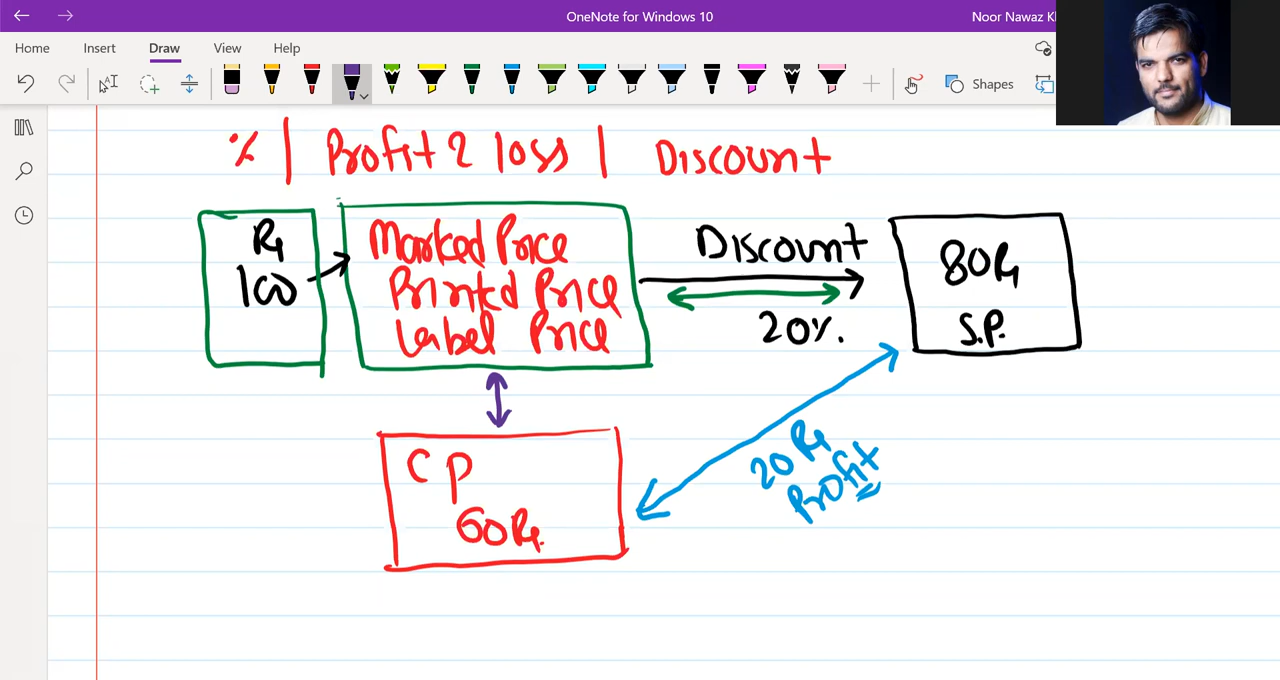 OneNote for Windows 10
Noor Nawaz
Home Insert Draw View Help
Shapes
% | Profit & loss | Discount
Rs
100
Marked Price
Printed Price
Label Price
Discount
20%.
80Rs
S.P.
C P
60Rs.
20 Rs
Profit